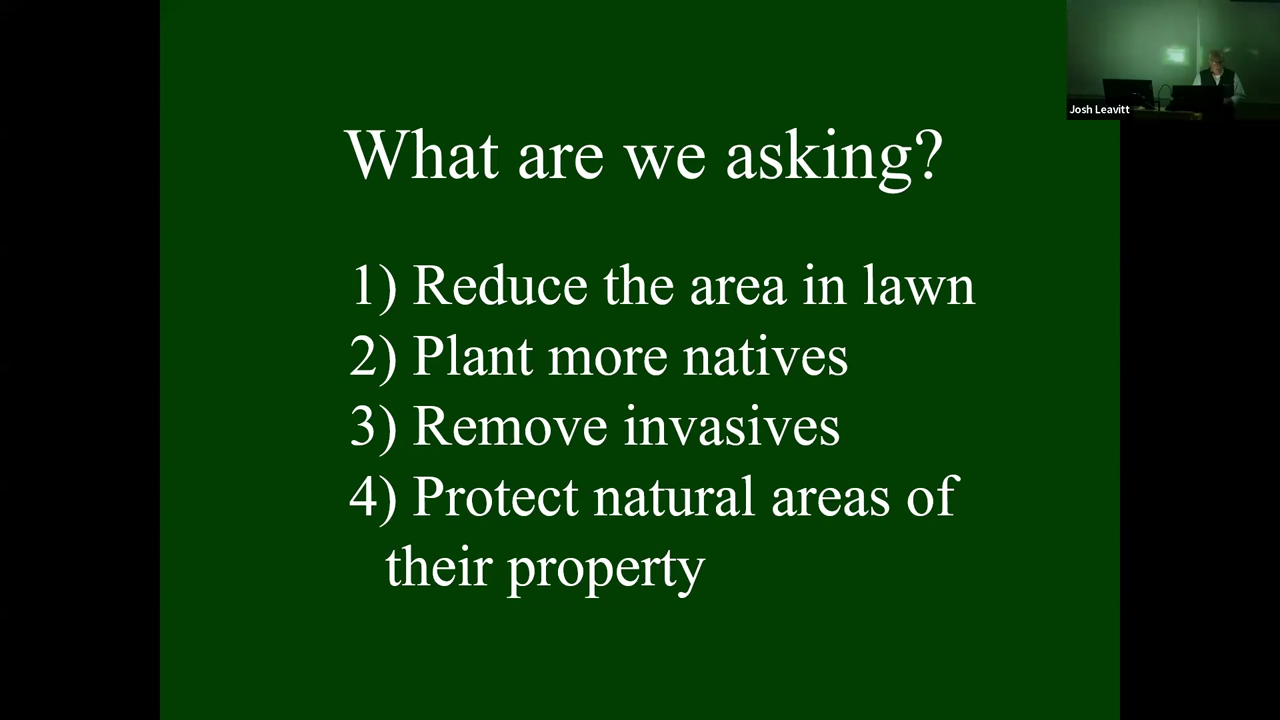 What are we asking?
1) Reduce the area in lawn
2) Plant more natives
3) Remove invasives
4) Protect natural areas of
their property
Josh Leavitt